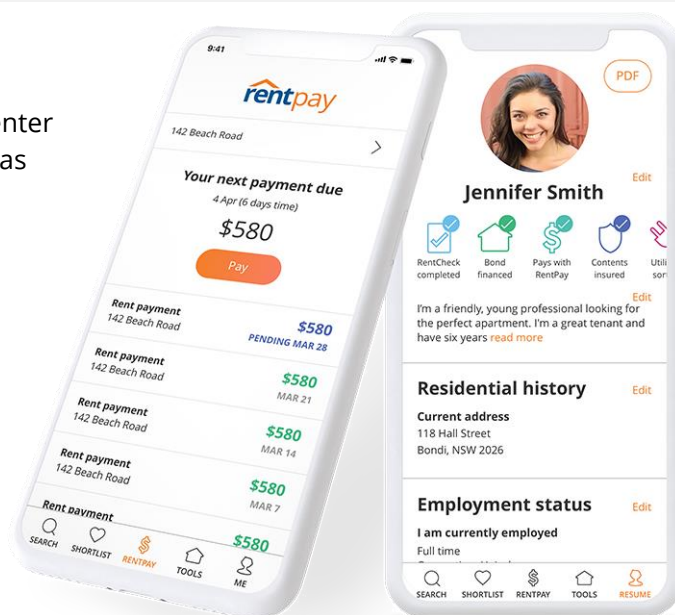 enter
as
9:41
rentpay
142 Beach Road
Your next payment due
4 Apr (6 days time)
$580
Pay
Rent payment
142 Beach Road
$580
PENDING MAR 28
Rent payment
142 Beach Road
$580
MAR 21
Rent payment
142 Beach Road
$580
MAR 14
Rent payment
142 Beach Road
$580
MAR 7
Rent payment
$580
SEARCH
SHORTLIST
RENTPAY
TOOLS
ME
PDF
Edit
Jennifer Smith
RentCheck completed
Bond financed
Pays with RentPay
Contents insured
Edit
I'm a friendly, young professional looking for
the perfect apartment. I'm a great tenant and
have six years read more
Residential history
Edit
Current address
118 Hall Street
Bondi, NSW 2026
Employment status
Edit
I am currently employed
Full time
SEARCH
SHORTLIST
RENTPAY
TOOLS
RESUME